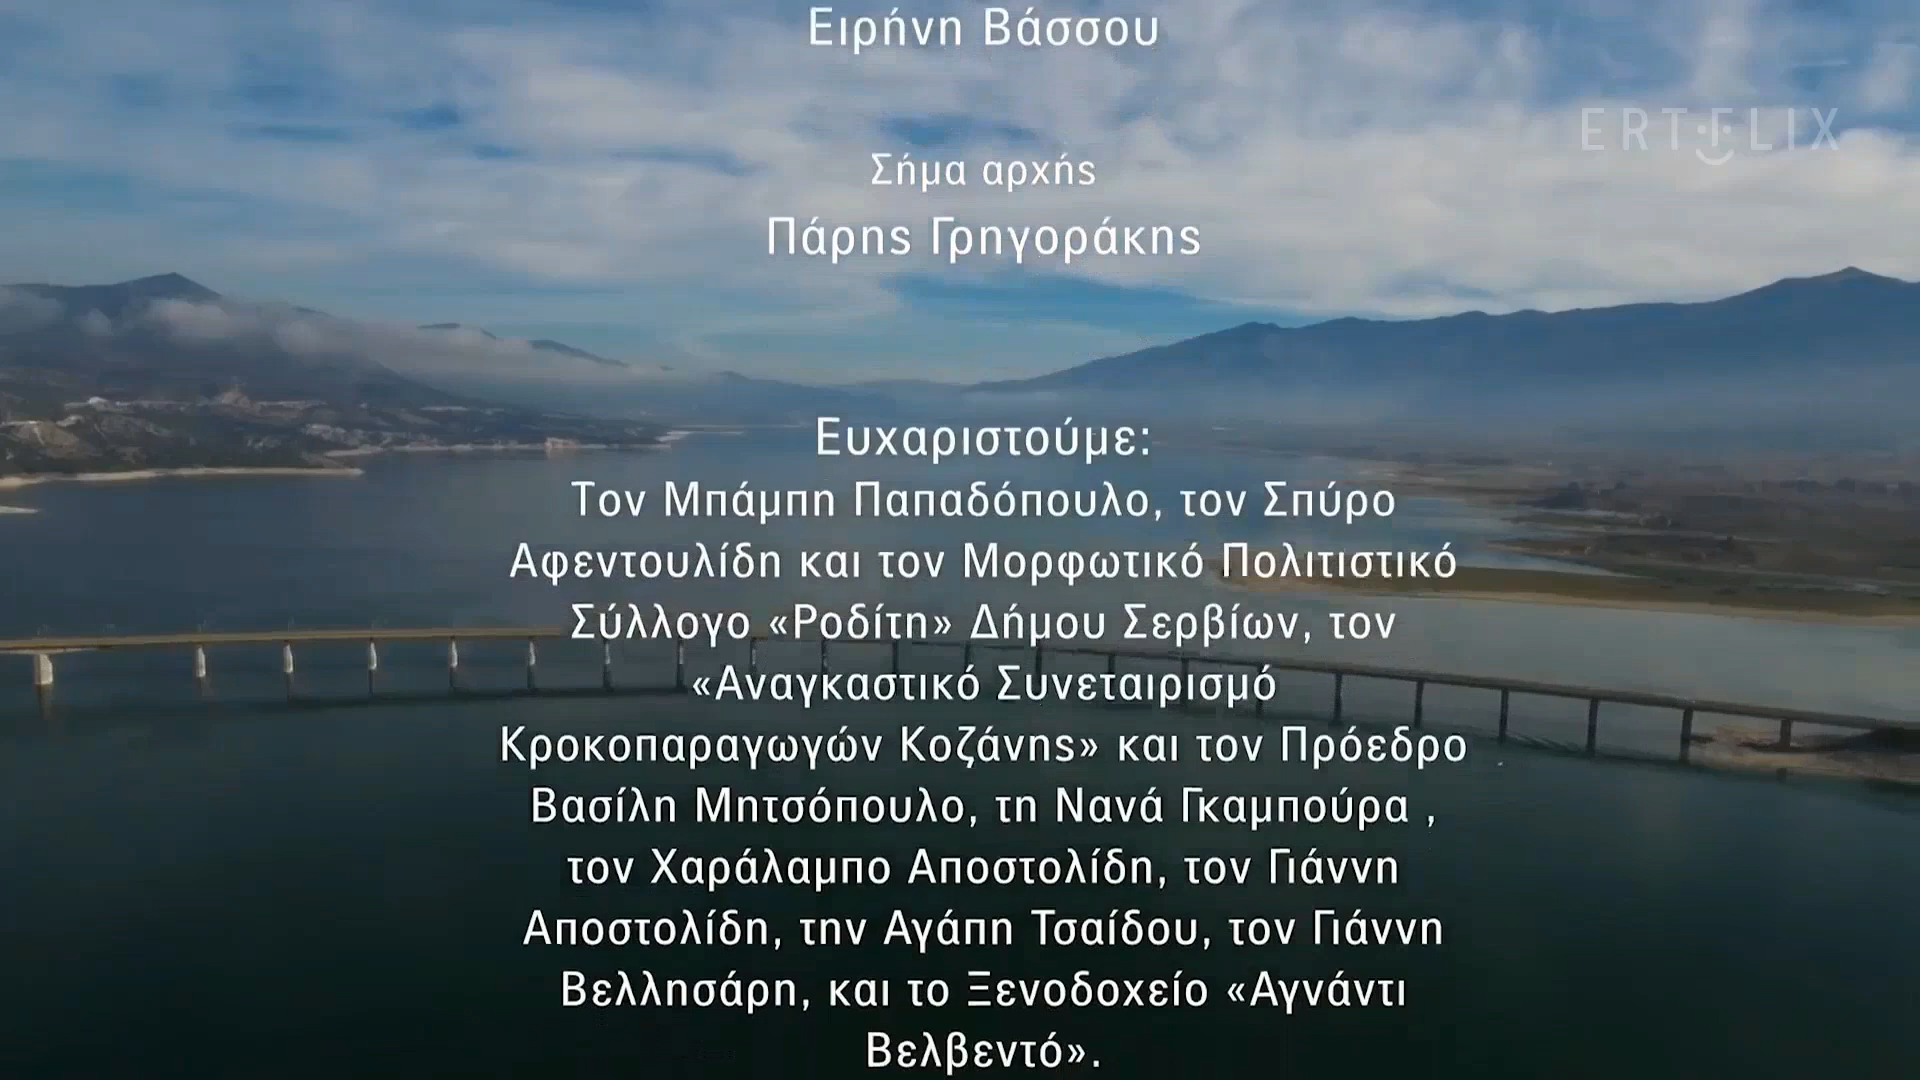 Ειρήνη Βάσσου
ERTFLIX
Σήμα αρχής
Πάρης Γρηγοράκης
Ευχαριστούμε:
Τον Μπάμπη Παπαδόπουλο, τον Σπύρο
Αφεντουλίδη και τον Μορφωτικό Πολιτιστικό
Σύλλογο «Ροδίτη» Δήμου Σερβίων, τον
«Αναγκαστικό Συνεταιρισμό
Κροκοπαραγωγών Κοζάνης» και τον Πρόεδρο
Βασίλη Μητσόπουλο, τη Νανά Γκαμπούρα ,
τον Χαράλαμπο Αποστολίδη, τον Γιάννη
Αποστολίδη, την Αγάπη Τσαΐδου, τον Γιάννη
Βελλησάρη, και το Ξενοδοχείο «Αγνάντι
Βελβεντό».